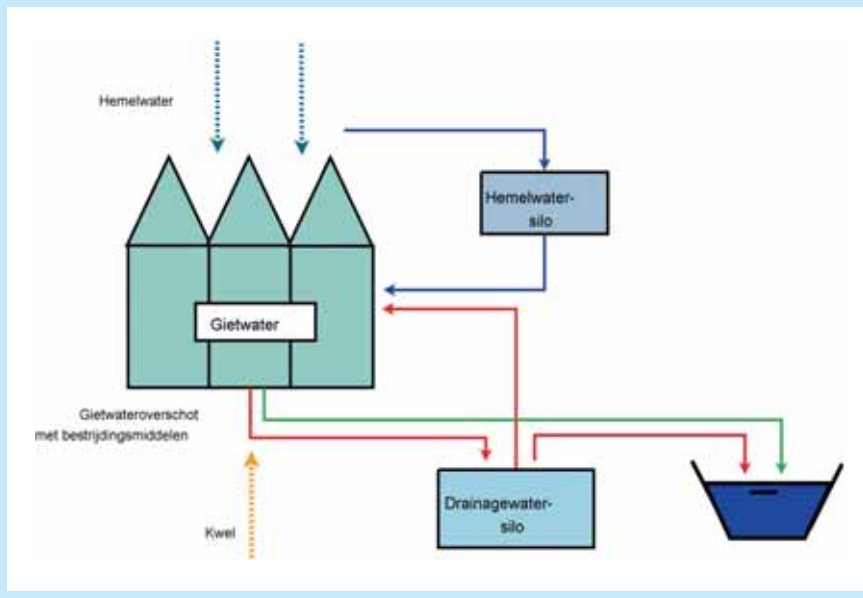 Hemelwater
Hemelwater-
silo
Gietwater
Gietwateroverschot
met bestrijdingsmiddelen
Drainagewater-
silo
Kwel